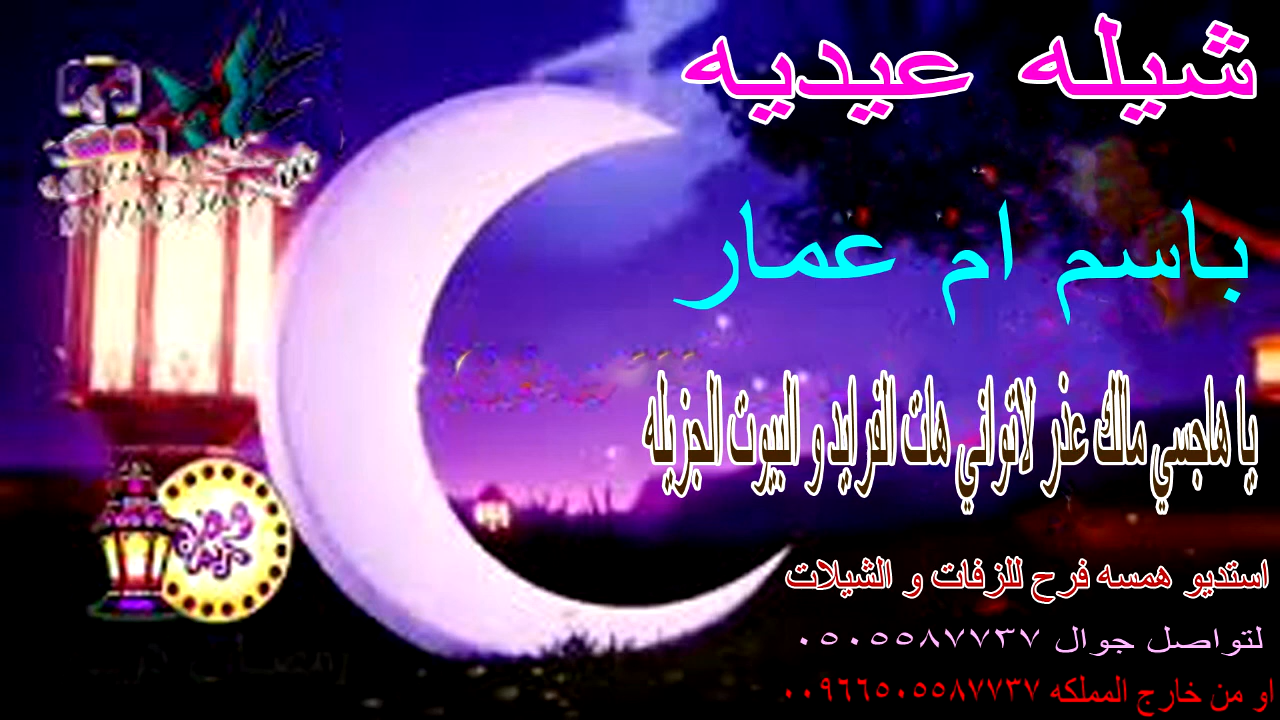 شيله عيديه
باسم ام عمار
يا هاجسي مالك عذر لاتواني هات الفرايد و البيوت الجزيله
استديو همسه فرح للزفات و الشيلات
لتواصل جوال ٠٥٠٥٥٨٧٧٣٧
او من خارج المملكه ٠٠٩٦٦٥٠٥٥٨٧٧٣٧